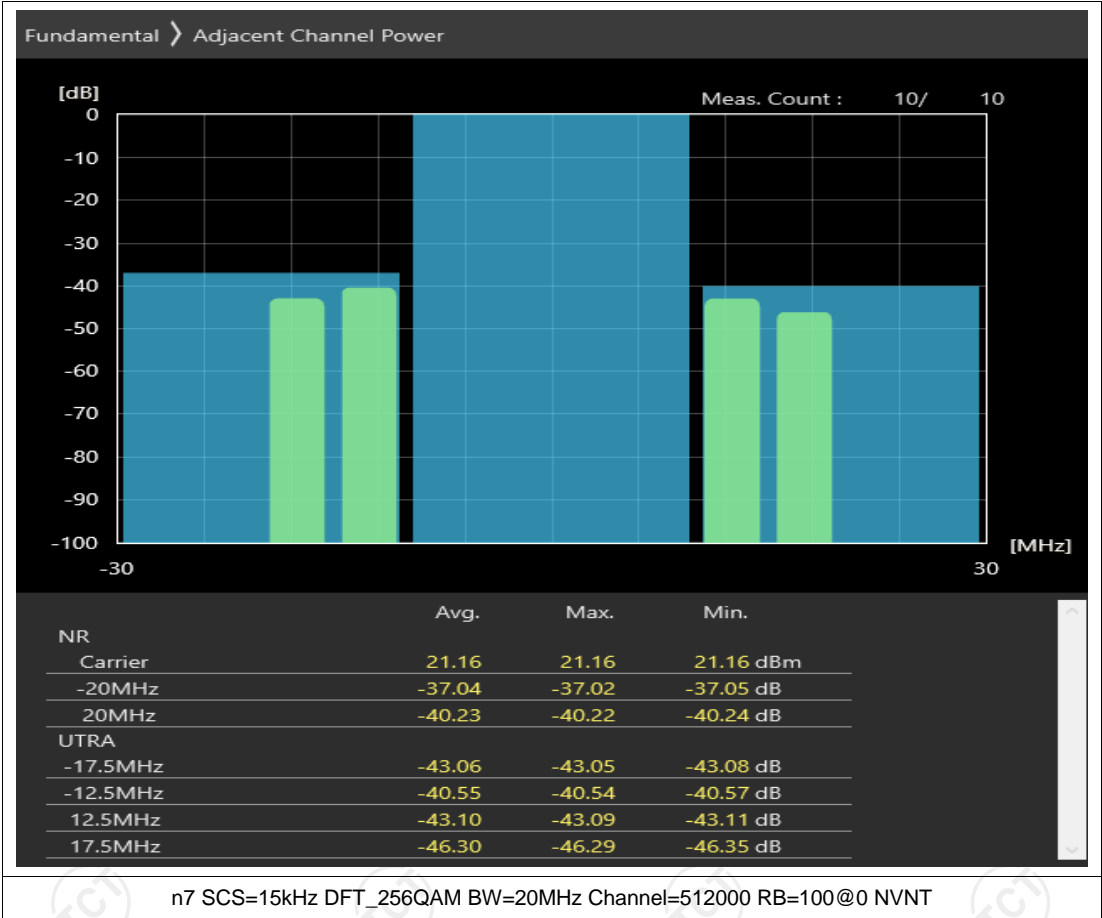 Fundamental ❯ Adjacent Channel Power
[dB]
Meas. Count : 10/ 10
0
-10
-20
-30
-40
-50
-60
-70
-80
-90
-100
[MHz]
-30 30
Avg. Max. Min.
NR
Carrier 21.16 21.16 21.16 dBm
-20MHz -37.04 -37.02 -37.05 dB
20MHz -40.23 -40.22 -40.24 dB
UTRA
-17.5MHz -43.06 -43.05 -43.08 dB
-12.5MHz -40.55 -40.54 -40.57 dB
12.5MHz -43.10 -43.09 -43.11 dB
17.5MHz -46.30 -46.29 -46.35 dB
n7 SCS=15kHz DFT_256QAM BW=20MHz Channel=512000 RB=100@0 NVNT
TCT TCT TCT TCT